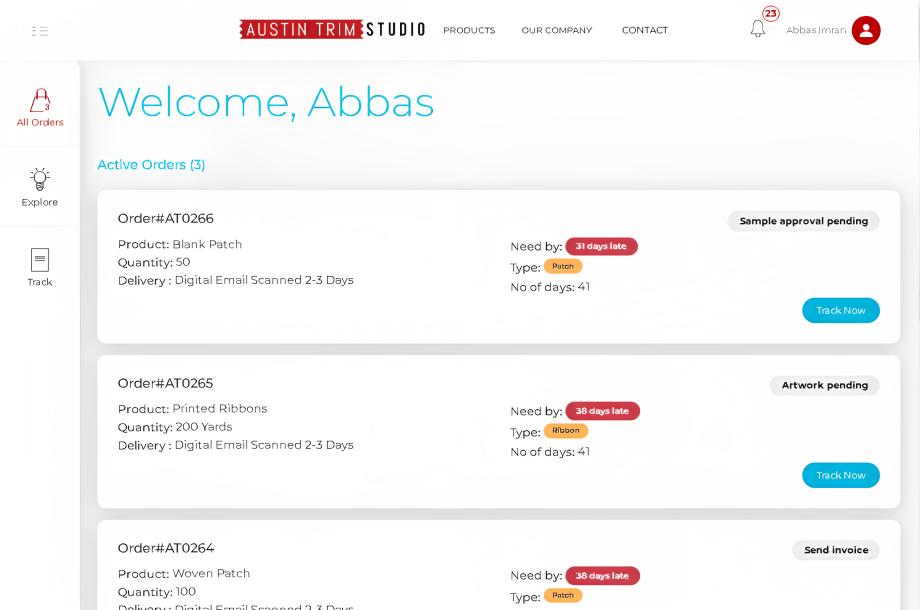 AUSTIN TRIM STUDIO
PRODUCTS
OUR COMPANY
CONTACT
23
Abbas Imran
3
All Orders
Explore
Track
Welcome, Abbas
Active Orders (3)
Order#AT0266
Sample approval pending
Product: Blank Patch
Quantity: 50
Delivery : Digital Email Scanned 2-3 Days
Need by: 31 days late
Type: Patch
No of days: 41
Track Now
Order#AT0265
Artwork pending
Product: Printed Ribbons
Quantity: 200 Yards
Delivery : Digital Email Scanned 2-3 Days
Need by: 38 days late
Type: Ribbon
No of days: 41
Track Now
Order#AT0264
Send invoice
Product: Woven Patch
Quantity: 100
Delivery : Digital Email Scanned 2-3 Days
Need by: 38 days late
Type: Patch